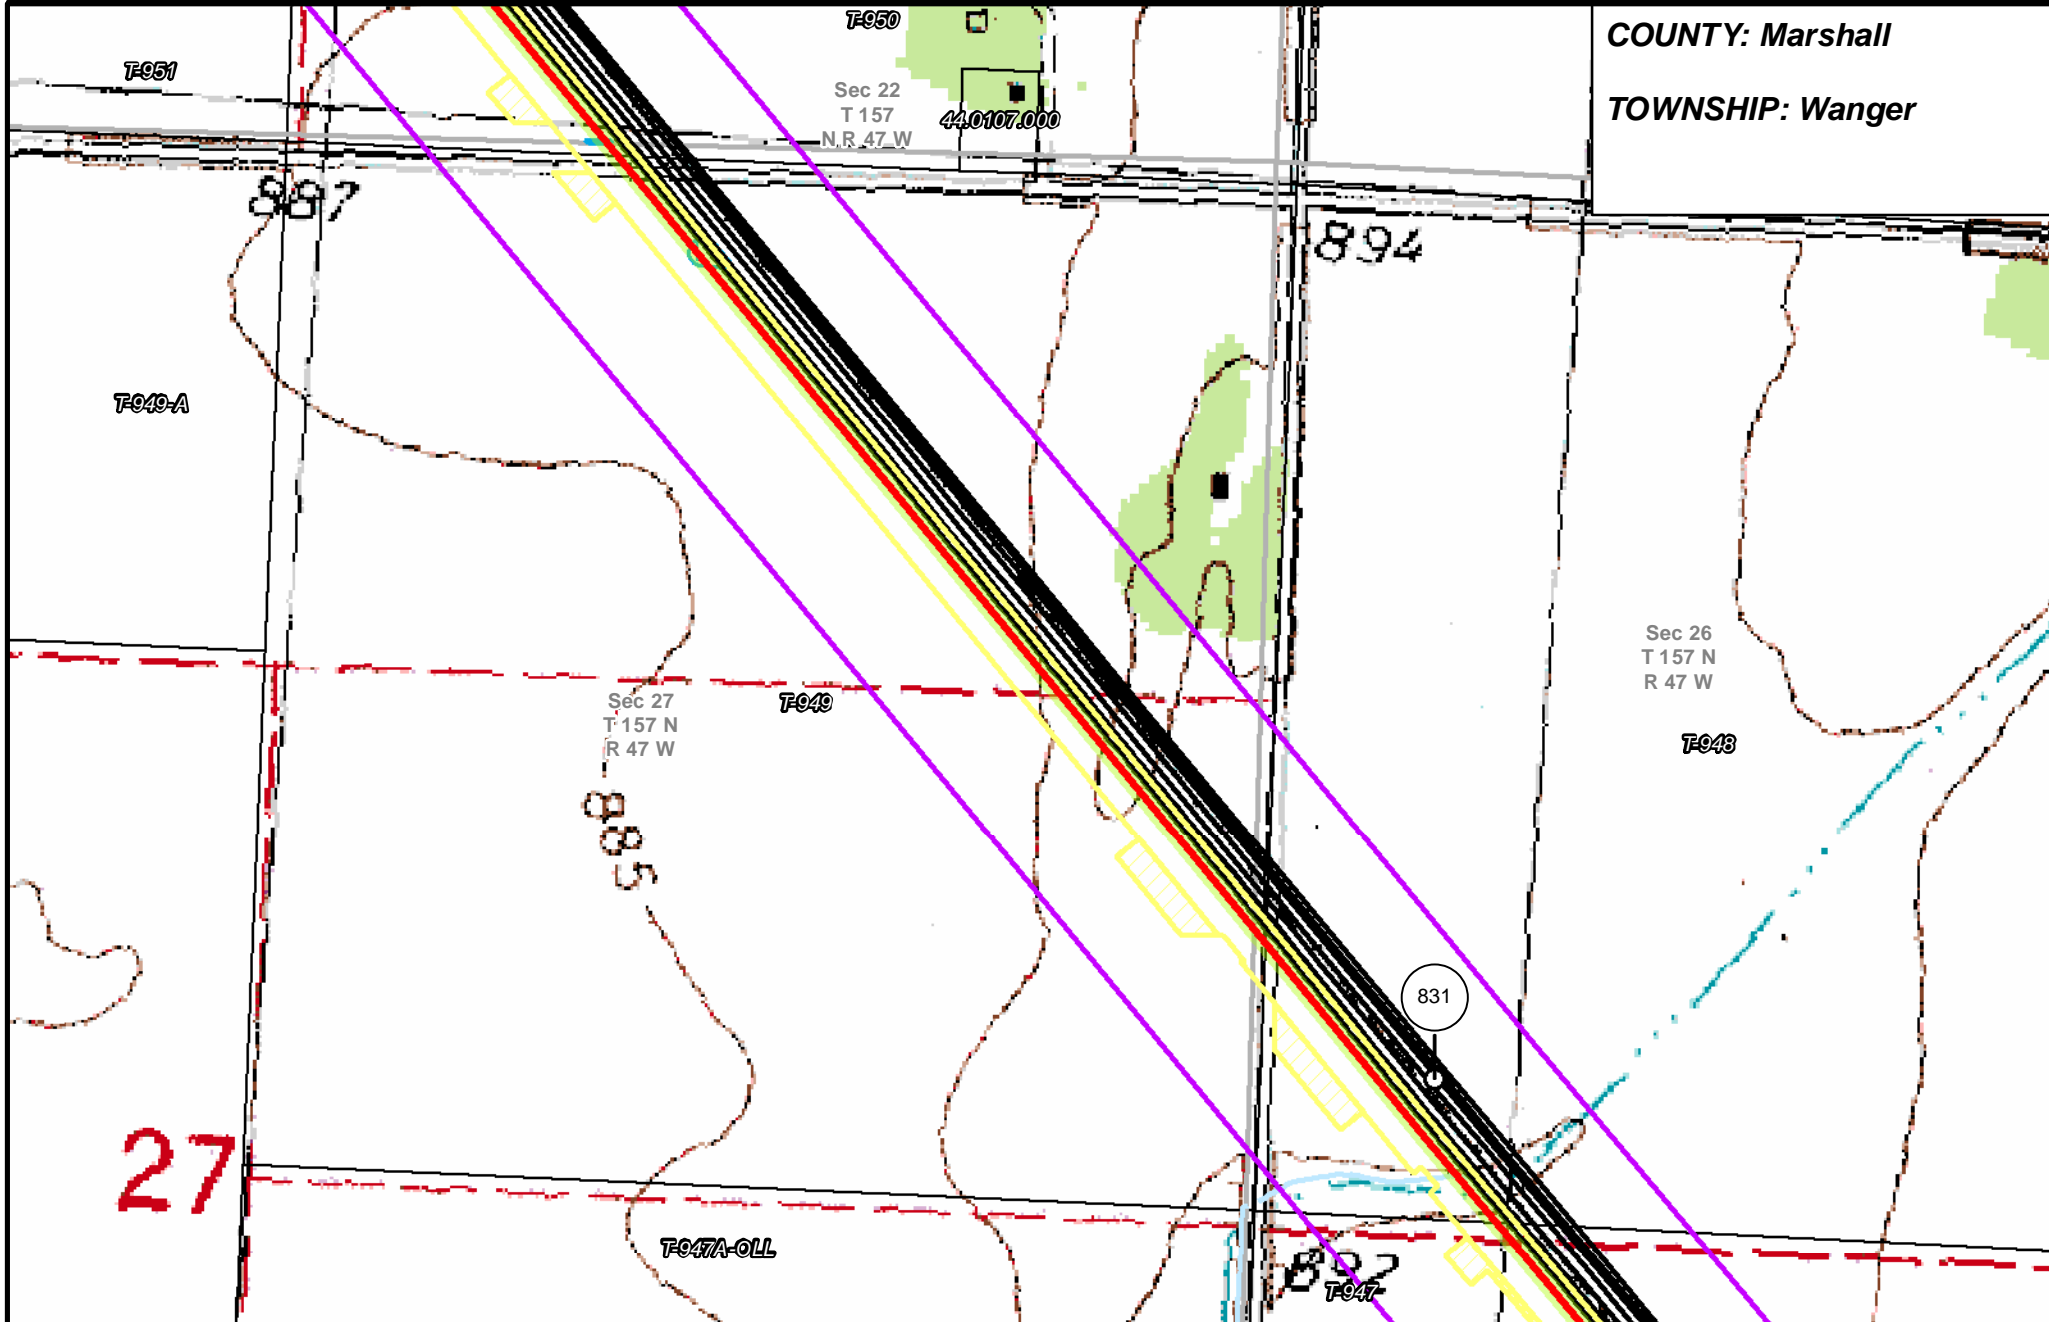 T-950
COUNTY: Marshall
T-951
Sec 22
T 157
N R 47 W
44.0107.000
TOWNSHIP: Wanger
887
894
T-949-A
Sec 26
T 157 N
R 47 W
Sec 27
T 157 N
R 47 W
T-949
T-948
885
831
27
T-947A-OLL
892
T-947